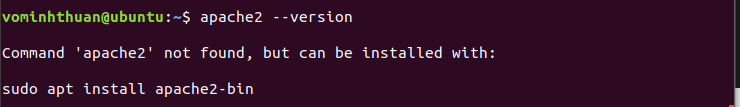 vominhthuan@ubuntu:~$ apache2 --version
Command 'apache2' not found, but can be installed with:
sudo apt install apache2-bin